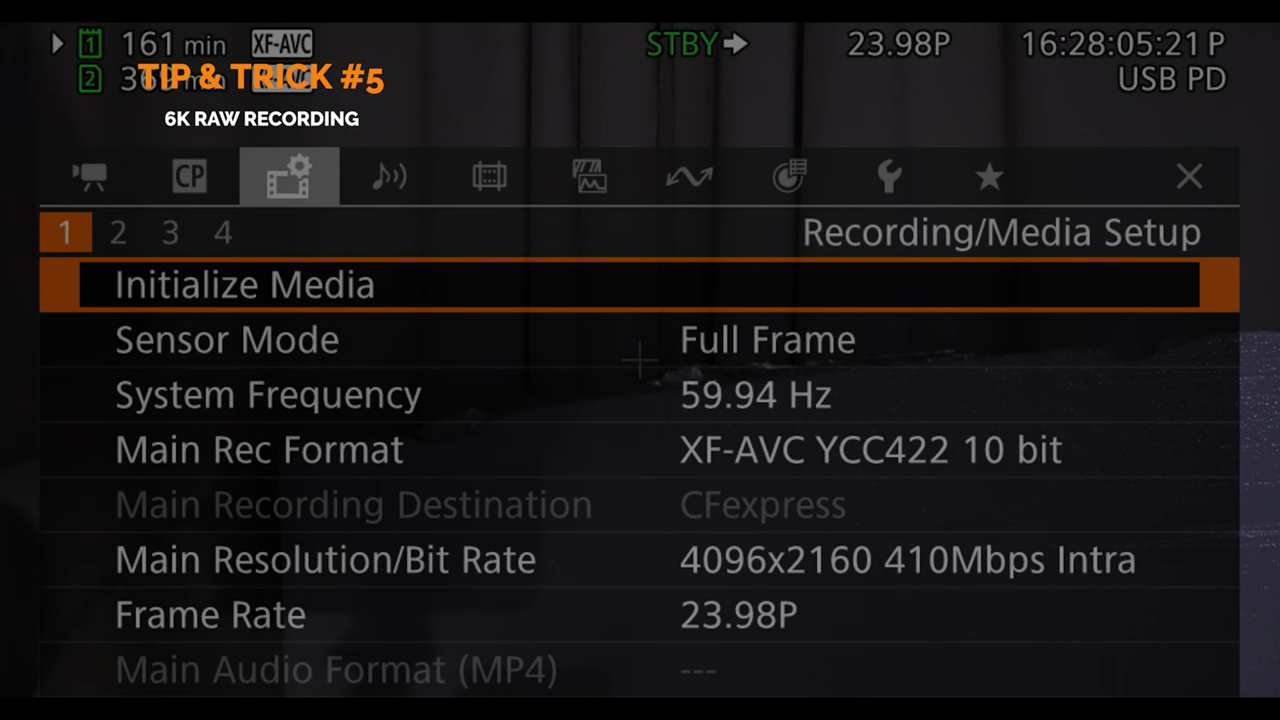 1 161 min XF-AVC STBY 23.98P 16:28:05:21 P
2 min USB PD
TIP & TRICK #5
6K RAW RECORDING
CP
1 2 3 4 Recording/Media Setup
Initialize Media
Sensor Mode Full Frame
System Frequency 59.94 Hz
Main Rec Format XF-AVC YCC422 10 bit
Main Recording Destination CFexpress
Main Resolution/Bit Rate 4096x2160 410Mbps Intra
Frame Rate 23.98P
Main Audio Format (MP4) ---